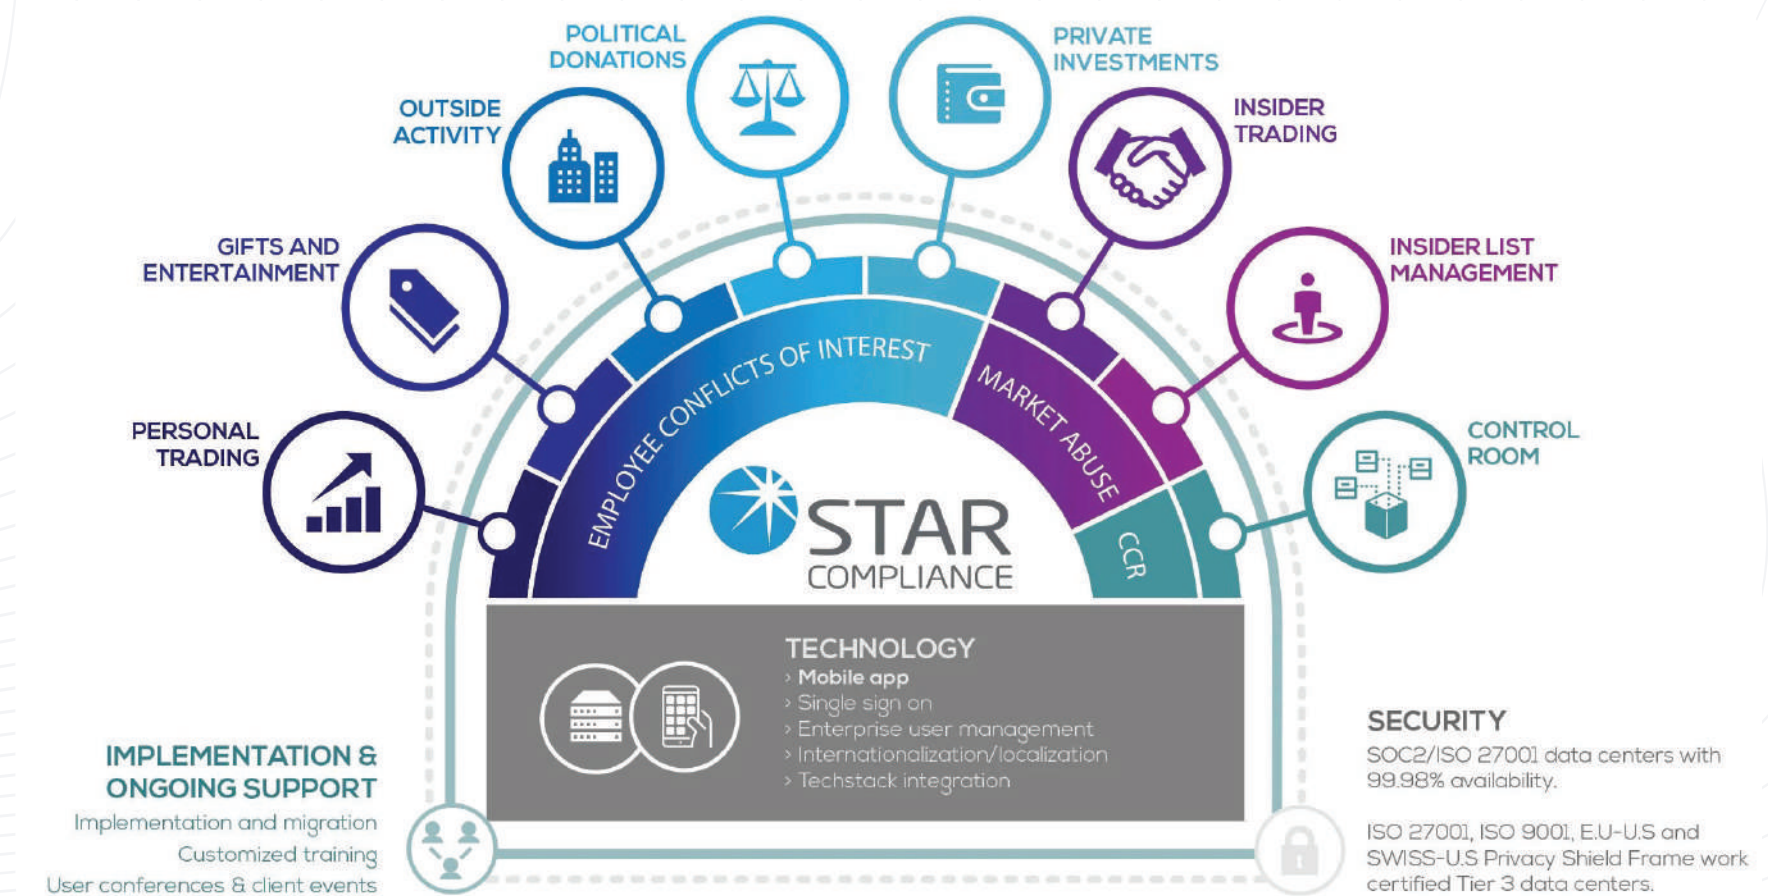 POLITICAL
DONATIONS
PRIVATE
INVESTMENTS
OUTSIDE
ACTIVITY
INSIDER
TRADING
GIFTS AND
ENTERTAINMENT
INSIDER LIST
MANAGEMENT
PERSONAL
TRADING
CONTROL
ROOM
EMPLOYEE CONFLICTS OF INTEREST
MARKET ABUSE
CCR
STAR
COMPLIANCE
TECHNOLOGY
› Mobile app
› Single sign on
› Enterprise user management
› Internationalization/localization
› Techstack integration
IMPLEMENTATION &
ONGOING SUPPORT
Implementation and migration
Customized training
User conferences & client events
SECURITY
SOC2/ISO 27001 data centers with
99.98% availability.
ISO 27001, ISO 9001, E.U-U.S and
SWISS-U.S Privacy Shield Frame work
certified Tier 3 data centers.